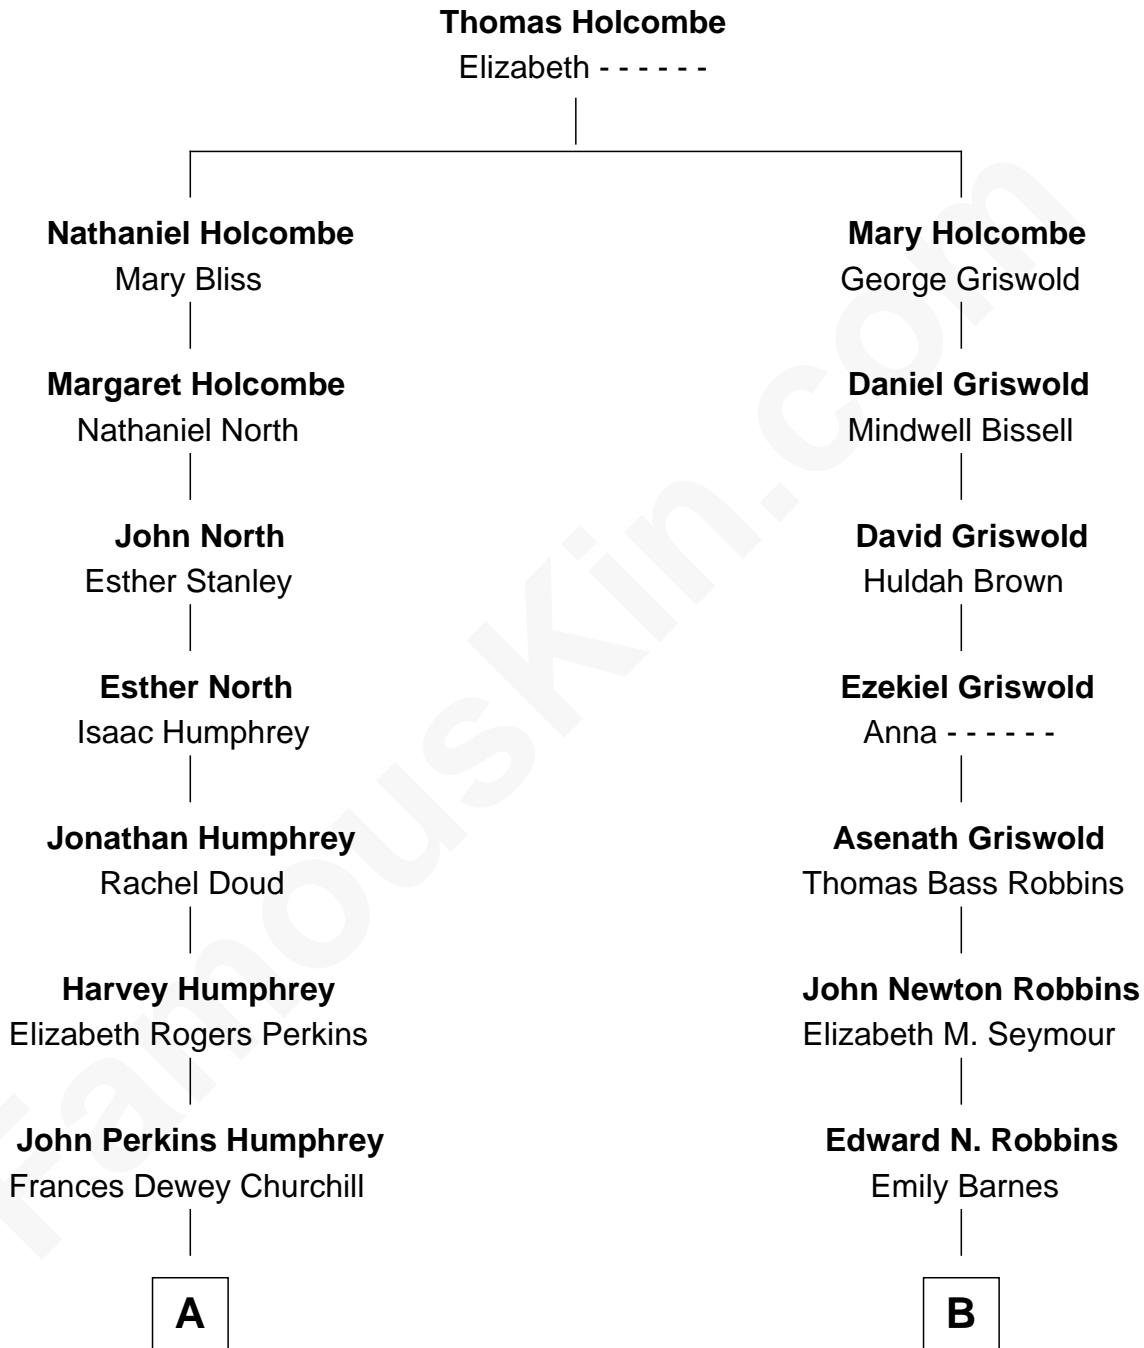 Thomas Holcombe
Elizabeth - - - - - -
Nathaniel Holcombe
Mary Bliss
Margaret Holcombe
Nathaniel North
John North
Esther Stanley
Esther North
Isaac Humphrey
Jonathan Humphrey
Rachel Doud
Harvey Humphrey
Elizabeth Rogers Perkins
John Perkins Humphrey
Frances Dewey Churchill
A
Mary Holcombe
George Griswold
Daniel Griswold
Mindwell Bissell
David Griswold
Huldah Brown
Ezekiel Griswold
Anna - - - - - -
Asenath Griswold
Thomas Bass Robbins
John Newton Robbins
Elizabeth M. Seymour
Edward N. Robbins
Emily Barnes
B
FamousKin.com